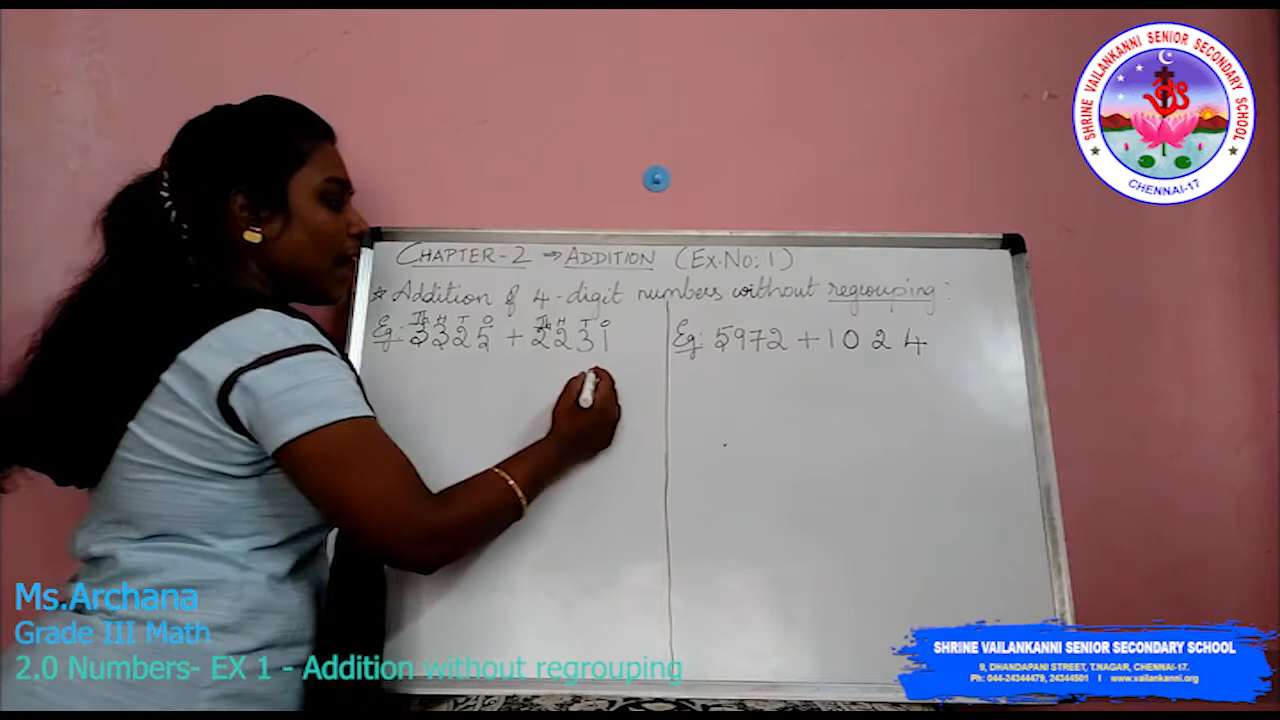 SHRINE VAILANKANNI SENIOR SECONDARY SCHOOL
CHENNAI-17
CHAPTER-2 → ADDITION (EX.NO:1)
* Addition of 4-digit numbers without regrouping:
Th H T O Th H T O
Eg: 3325 + 2231
Eg: 5972 + 1024
Ms.Archana
Grade III Math
2.0 Numbers- EX 1 - Addition without regrouping
SHRINE VAILANKANNI SENIOR SECONDARY SCHOOL
9, DHANDAPANI STREET, T.NAGAR, CHENNAI-17.
Ph: 044-24344479, 24344501 I www.vailankanni.org